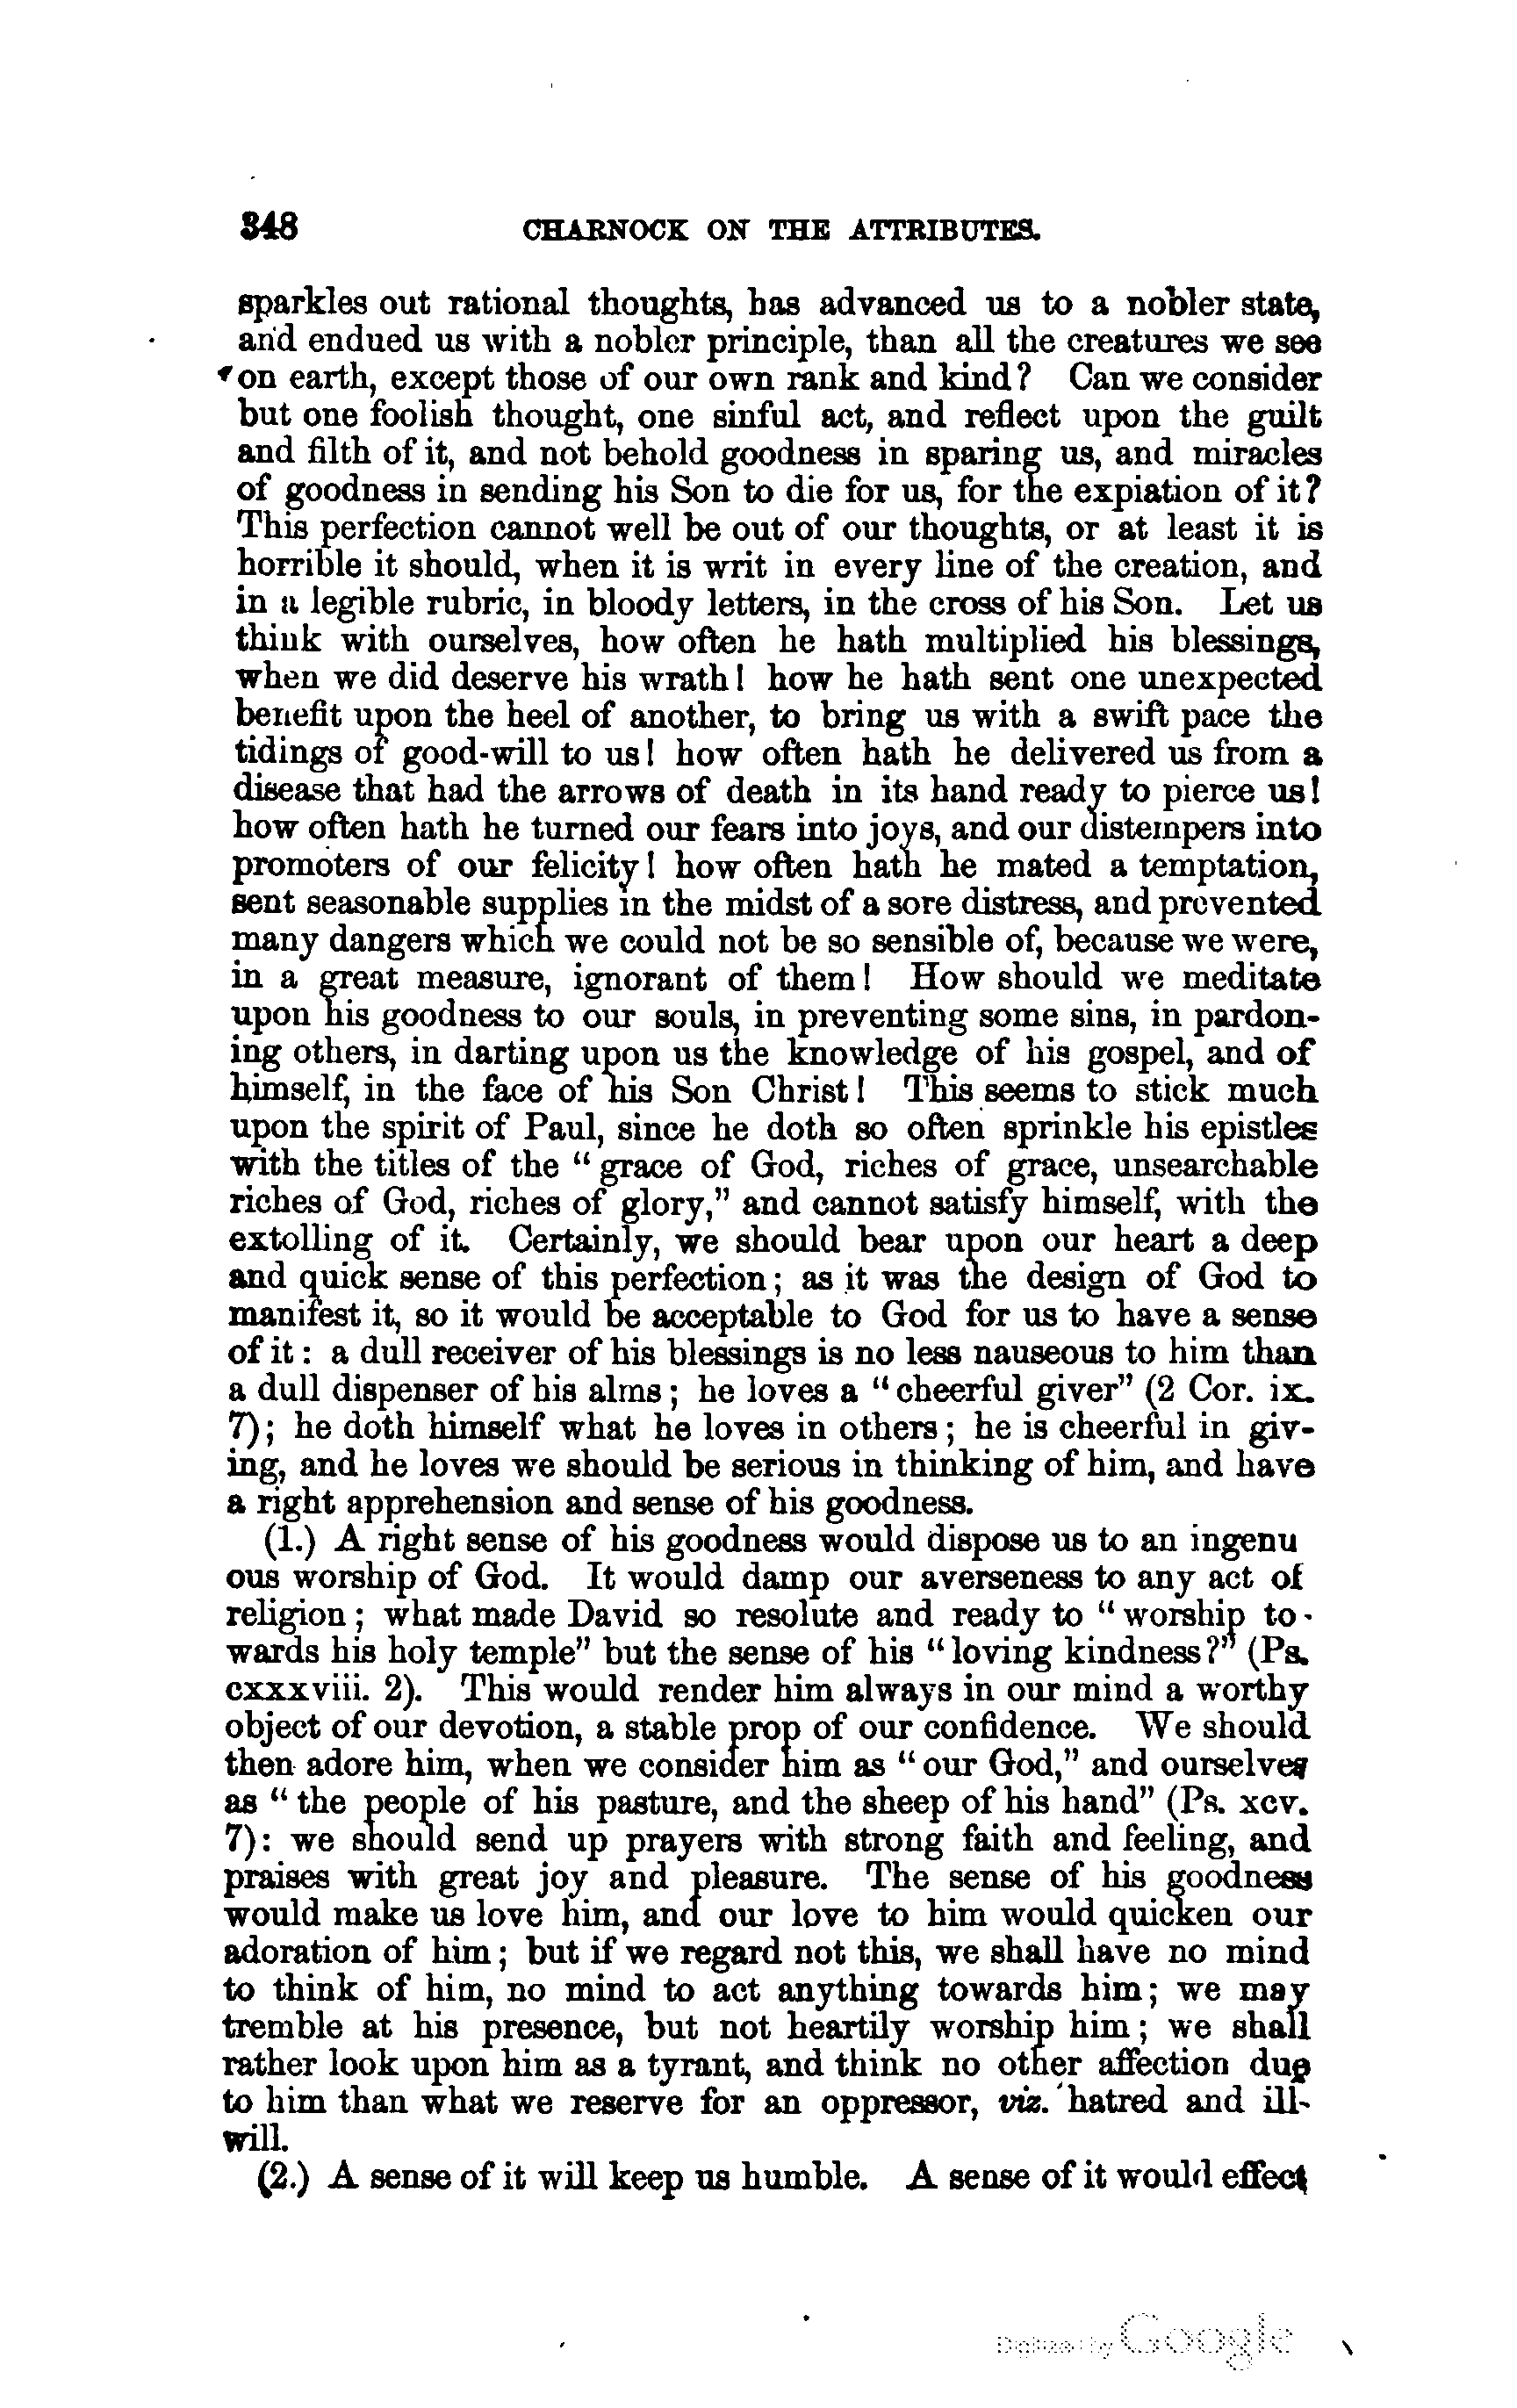 348 CHARNOCK ON THE ATTRIBUTES.
sparkles out rational thoughts, has advanced us to a nobler state,
and endued us with a nobler principle, than all the creatures we see
on earth, except those of our own rank and kind? Can we consider
but one foolish thought, one sinful act, and reflect upon the guilt
and filth of it, and not behold goodness in sparing us, and miracles
of goodness in sending his Son to die for us, for the expiation of it?
This perfection cannot well be out of our thoughts, or at least it is
horrible it should, when it is writ in every line of the creation, and
in a legible rubric, in bloody letters, in the cross of his Son. Let us
think with ourselves, how often he hath multiplied his blessings,
when we did deserve his wrath! how he hath sent one unexpected
benefit upon the heel of another, to bring us with a swift pace the
tidings of good-will to us! how often hath he delivered us from a
disease that had the arrows of death in its hand ready to pierce us!
how often hath he turned our fears into joys, and our distempers into
promoters of our felicity! how often hath he mated a temptation,
sent seasonable supplies in the midst of a sore distress, and prevented
many dangers which we could not be so sensible of, because we were,
in a great measure, ignorant of them! How should we meditate
upon his goodness to our souls, in preventing some sins, in pardon-
ing others, in darting upon us the knowledge of his gospel, and of
himself, in the face of his Son Christ! This seems to stick much
upon the spirit of Paul, since he doth so often sprinkle his epistles
with the titles of the "grace of God, riches of grace, unsearchable
riches of God, riches of glory," and cannot satisfy himself, with the
extolling of it. Certainly, we should bear upon our heart a deep
and quick sense of this perfection; as it was the design of God to
manifest it, so it would be acceptable to God for us to have a sense
of it: a dull receiver of his blessings is no less nauseous to him than
a dull dispenser of his alms; he loves a "cheerful giver" (2 Cor. ix.
7); he doth himself what he loves in others; he is cheerful in giv-
ing, and he loves we should be serious in thinking of him, and have
a right apprehension and sense of his goodness.
(1.) A right sense of his goodness would dispose us to an ingenu
ous worship of God. It would damp our averseness to any act of
religion; what made David so resolute and ready to "worship to-
wards his holy temple" but the sense of his "loving kindness?" (Ps.
cxxxviii. 2). This would render him always in our mind a worthy
object of our devotion, a stable prop of our confidence. We should
then adore him, when we consider him as "our God," and ourselves
as "the people of his pasture, and the sheep of his hand" (Ps. xcv.
7): we should send up prayers with strong faith and feeling, and
praises with great joy and pleasure. The sense of his goodness
would make us love him, and our love to him would quicken our
adoration of him; but if we regard not this, we shall have no mind
to think of him, no mind to act anything towards him; we may
tremble at his presence, but not heartily worship him; we shall
rather look upon him as a tyrant, and think no other affection due
to him than what we reserve for an oppressor, viz. hatred and ill-
will.
(2.) A sense of it will keep us humble. A sense of it would effect
Digitized by Google